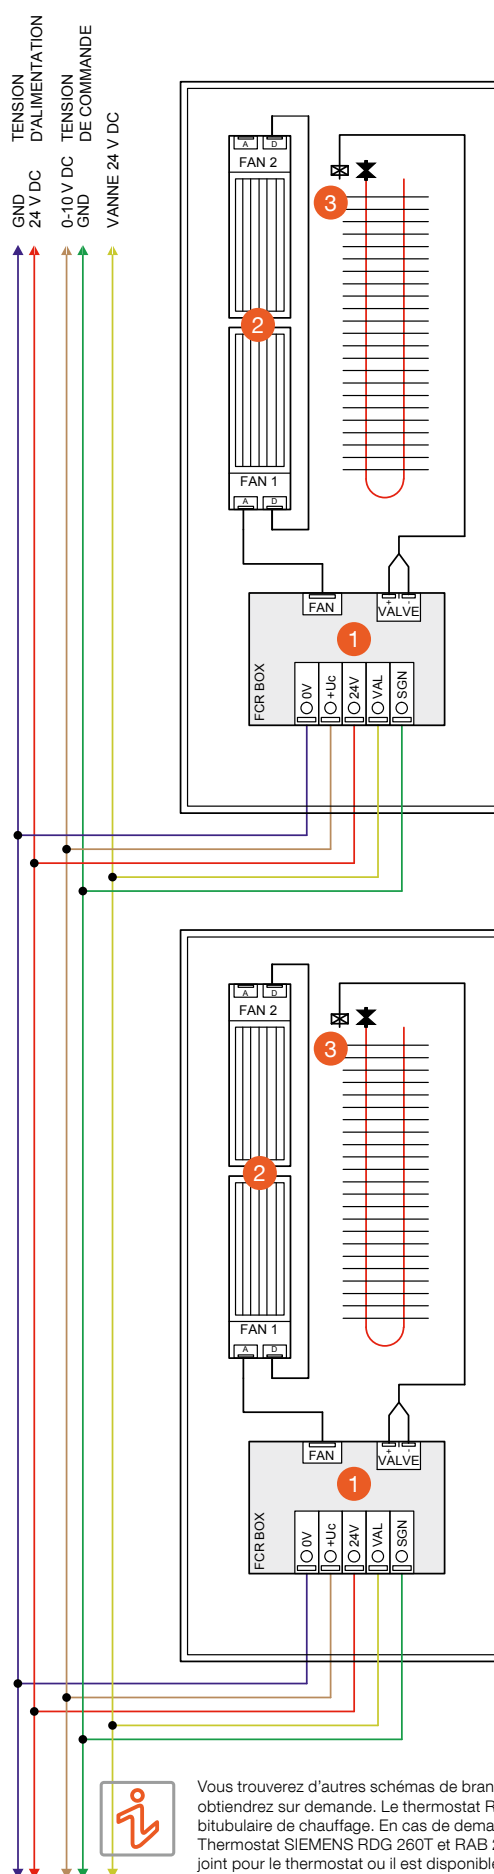 TENSION
D'ALIMENTATION
TENSION
DE COMMANDE
GND
24 V DC
0-10 V DC
GND
VANNE 24 V DC
A
D
FAN 2
3
2
FAN 1
A
D
FAN
+
-
VALVE
1
FCR BOX
0V
+Uc
24V
VAL
SGN
A
D
FAN 2
3
2
FAN 1
A
D
FAN
+
-
VALVE
1
FCR BOX
0V
+Uc
24V
VAL
SGN
i
Vous trouverez d'autres schémas de
obtiendrez sur demande. Le thermostat
bitubulaire de chauffage. En cas de
Thermostat SIEMENS RDG 260T et RAB
joint pour le thermostat ou il est